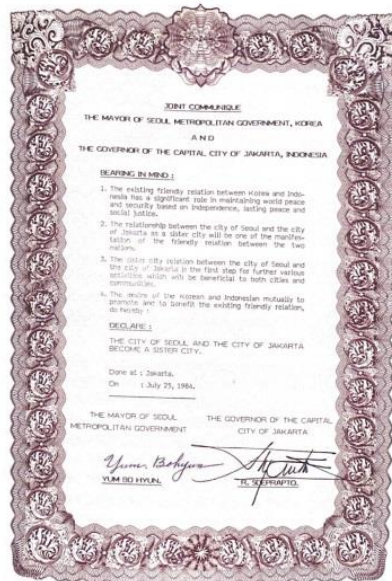 JOINT COMMUNIQUE
THE MAYOR OF SEOUL METROPOLITAN GOVERNMENT, KOREA
AND
THE GOVERNOR OF THE CAPITAL CITY OF JAKARTA, INDONESIA
BEARING IN MIND :
1. The existing friendly relation between Korea and Indo-
nesia has a significant role in maintaining world peace
and security based on independence, lasting peace and
social justice.
2. The relationship between the city of Seoul and the city
of Jakarta as a sister city will be one of the manifes-
tation of the friendly relation between the two
nations.
3. The sister city relation between the city of Seoul and
the city of Jakarta is the first step for further various
activities which will be beneficial to both cities and
communities.
4. The desire of the Korean and Indonesian mutually to
promote and to benefit the existing friendly relation,
do hereby :
DECLARE :
THE CITY OF SEOUL AND THE CITY OF JAKARTA
BECOME A SISTER CITY.
Done at : Jakarta.
On : July 25, 1984.
THE MAYOR OF SEOUL
METROPOLITAN GOVERNMENT
THE GOVERNOR OF THE CAPITAL
CITY OF JAKARTA
Yum Bohyun
YUM BO HYUN.
R. SOEPRAPTO.